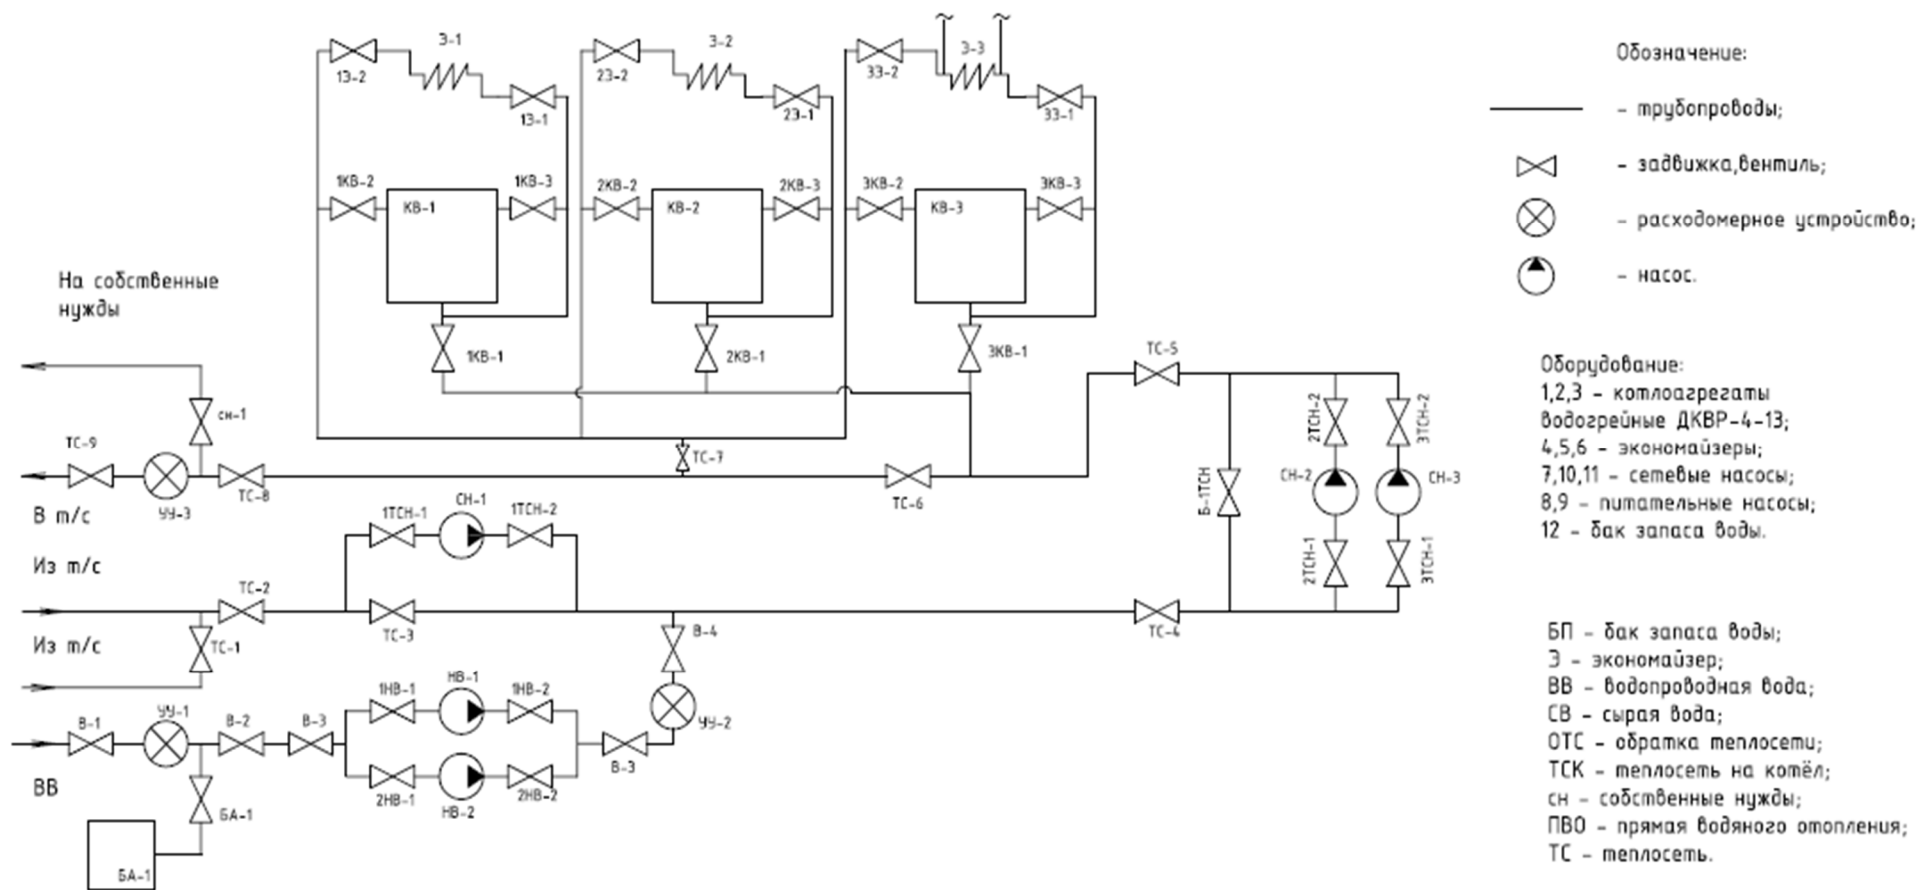 Э-1
Э-2
Э-3
1Э-2
1Э-1
2Э-2
2Э-1
3Э-2
3Э-1
1КВ-2
КВ-1
1КВ-3
2КВ-2
КВ-2
2КВ-3
3КВ-2
КВ-3
3КВ-3
1КВ-1
2КВ-1
3КВ-1
На собственные
нужды
сн-1
ТС-9
УУ-3
ТС-8
ТС-7
ТС-6
ТС-5
В т/с
Из т/с
ТС-2
Из т/с
ТС-1
1ТСН-1
СН-1
1ТСН-2
ТС-3
В-4
ТС-4
Б-1ТСН
2ТСН-2
СН-2
2ТСН-1
3ТСН-2
СН-3
3ТСН-1
В-1
УУ-1
В-2
В-3
1НВ-1
НВ-1
1НВ-2
2НВ-1
НВ-2
2НВ-2
В-3
УУ-2
ВВ
БА-1
БА-1
Обозначение:
- трубопроводы;
- задвижка,вентиль;
- расходомерное устройство;
- насос.
Оборудование:
1,2,3 - котлоагрегаты
водогрейные ДКВР-4-13;
4,5,6 - экономайзеры;
7,10,11 - сетевые насосы;
8,9 - питательные насосы;
12 - бак запаса воды.
БП - бак запаса воды;
Э - экономайзер;
ВВ - водопроводная вода;
СВ - сырая вода;
ОТС - обратка теплосети;
ТСК - теплосеть на котёл;
сн - собственные нужды;
ПВО - прямая водяного отопления;
ТС - теплосеть.